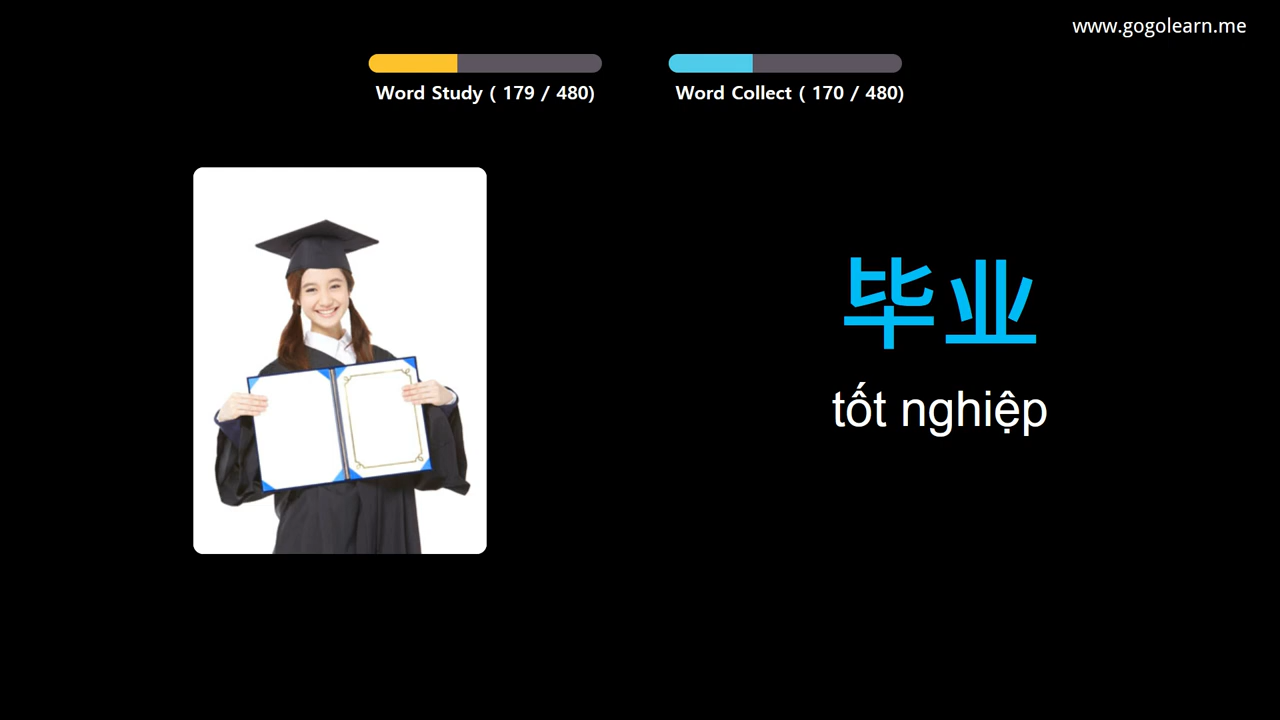 www.gogolearn.me
Word Study ( 179 / 480)
Word Collect ( 170 / 480)
毕业
tốt nghiệp